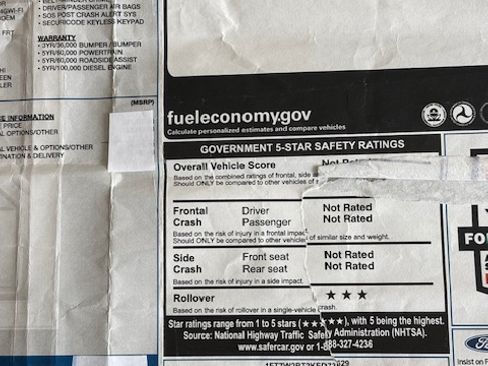 • DRIVER/PASSENGER AIR BAGS
• SOS POST CRASH ALERT SYS
• SECURICODE KEYLESS KEYPAD
WARRANTY
• 3YR/36,000 BUMPER / BUMPER
• 5YR/60,000 POWERTRAIN
• 5YR/60,000 ROADSIDE ASSIST
• 5YR/100,000 DIESEL ENGINE
(MSRP)
INFORMATION
PRICE
OPTIONS/OTHER
VEHICLE & OPTIONS/OTHER
& DELIVERY
fueleconomy.gov
Calculate personalized estimates and compare vehicles
GOVERNMENT 5-STAR SAFETY RATINGS
Overall Vehicle Score Not Rated
Based on the combined ratings of frontal, side
Should ONLY be compared to other vehicles of
Frontal Driver Not Rated
Crash Passenger Not Rated
Based on the risk of injury in a frontal impact.
Should ONLY be compared to other vehicles of similar size and weight.
Side Front seat Not Rated
Crash Rear seat Not Rated
Based on the risk of injury in a side impact.
Rollover ★ ★ ★
Based on the risk of rollover in a single-vehicle crash.
Star ratings range from 1 to 5 stars (★★★★★), with 5 being the highest.
Source: National Highway Traffic Safety Administration (NHTSA).
www.safercar.gov or 1-888-327-4236
Ford